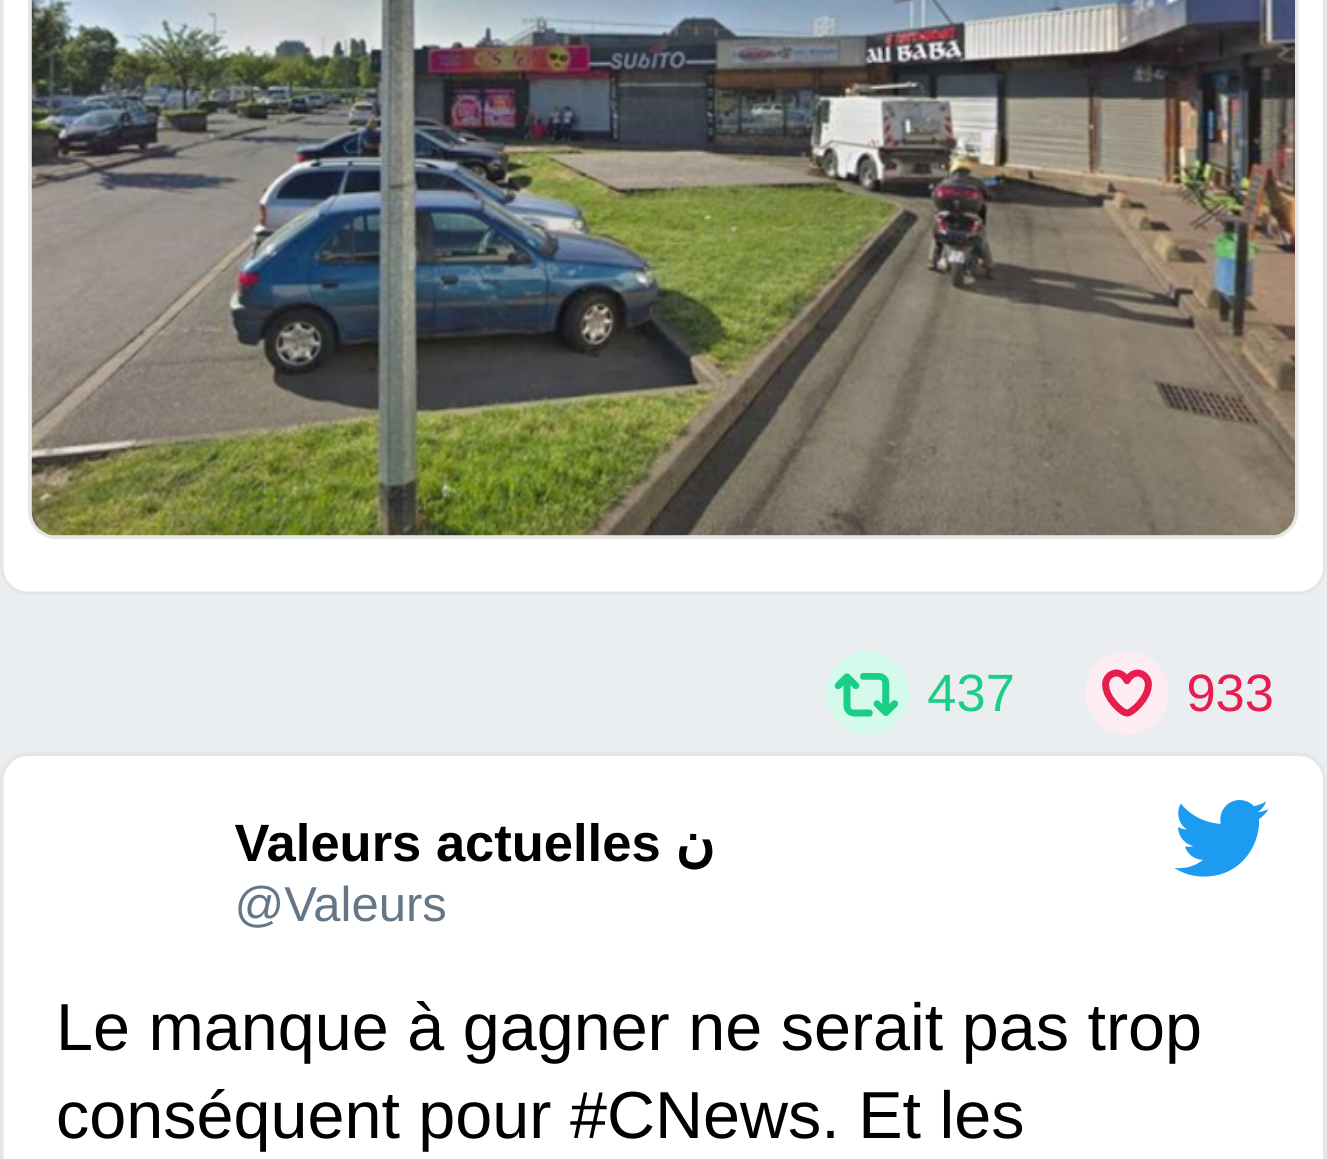 SUbiTO
ALI BABA
437 933
Valeurs actuelles ن
@Valeurs
Le manque à gagner ne serait pas trop
conséquent pour #CNews. Et les